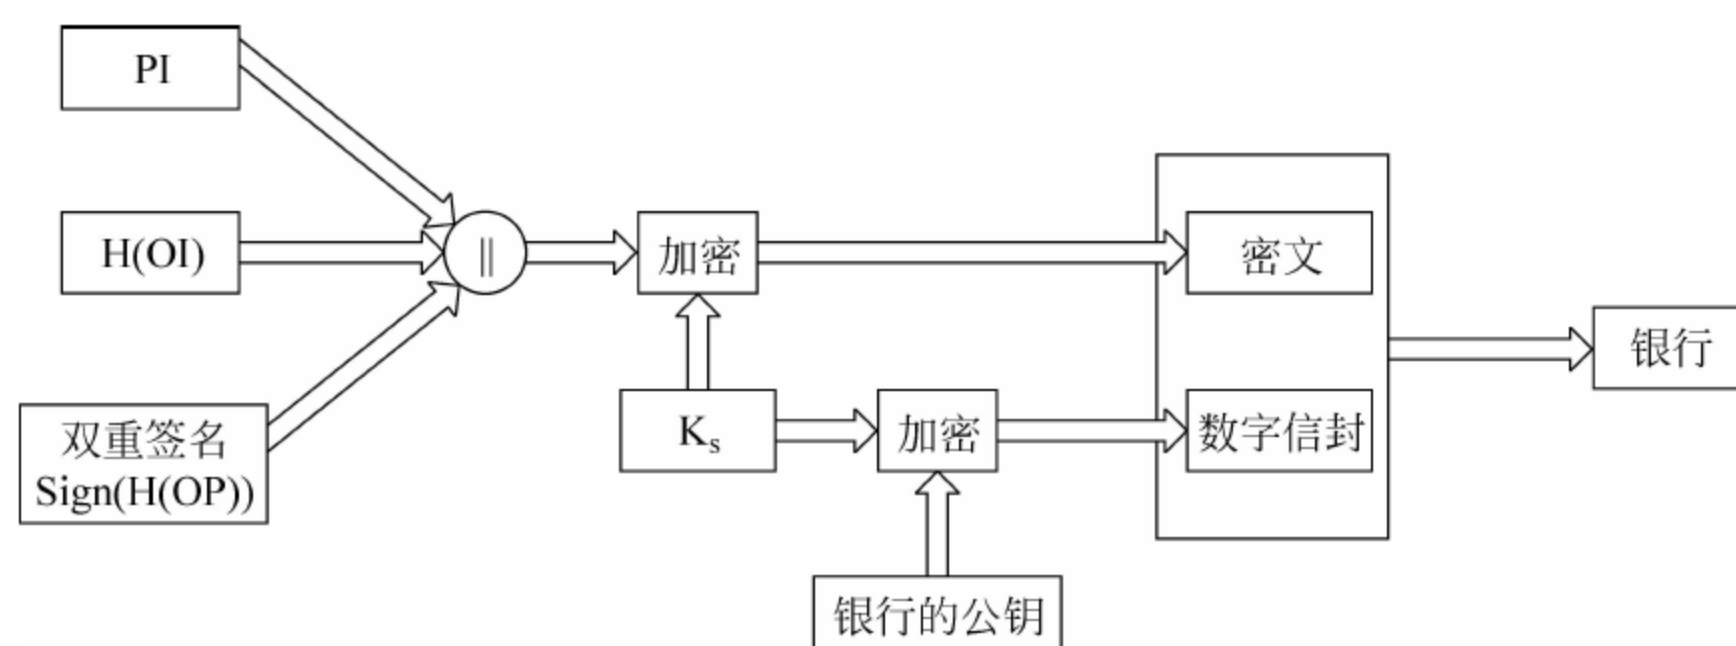 PI
H(OI)
||
加密
密文
银行
双重签名
Sign(H(OP))
Ks
加密
数字信封
银行的公钥